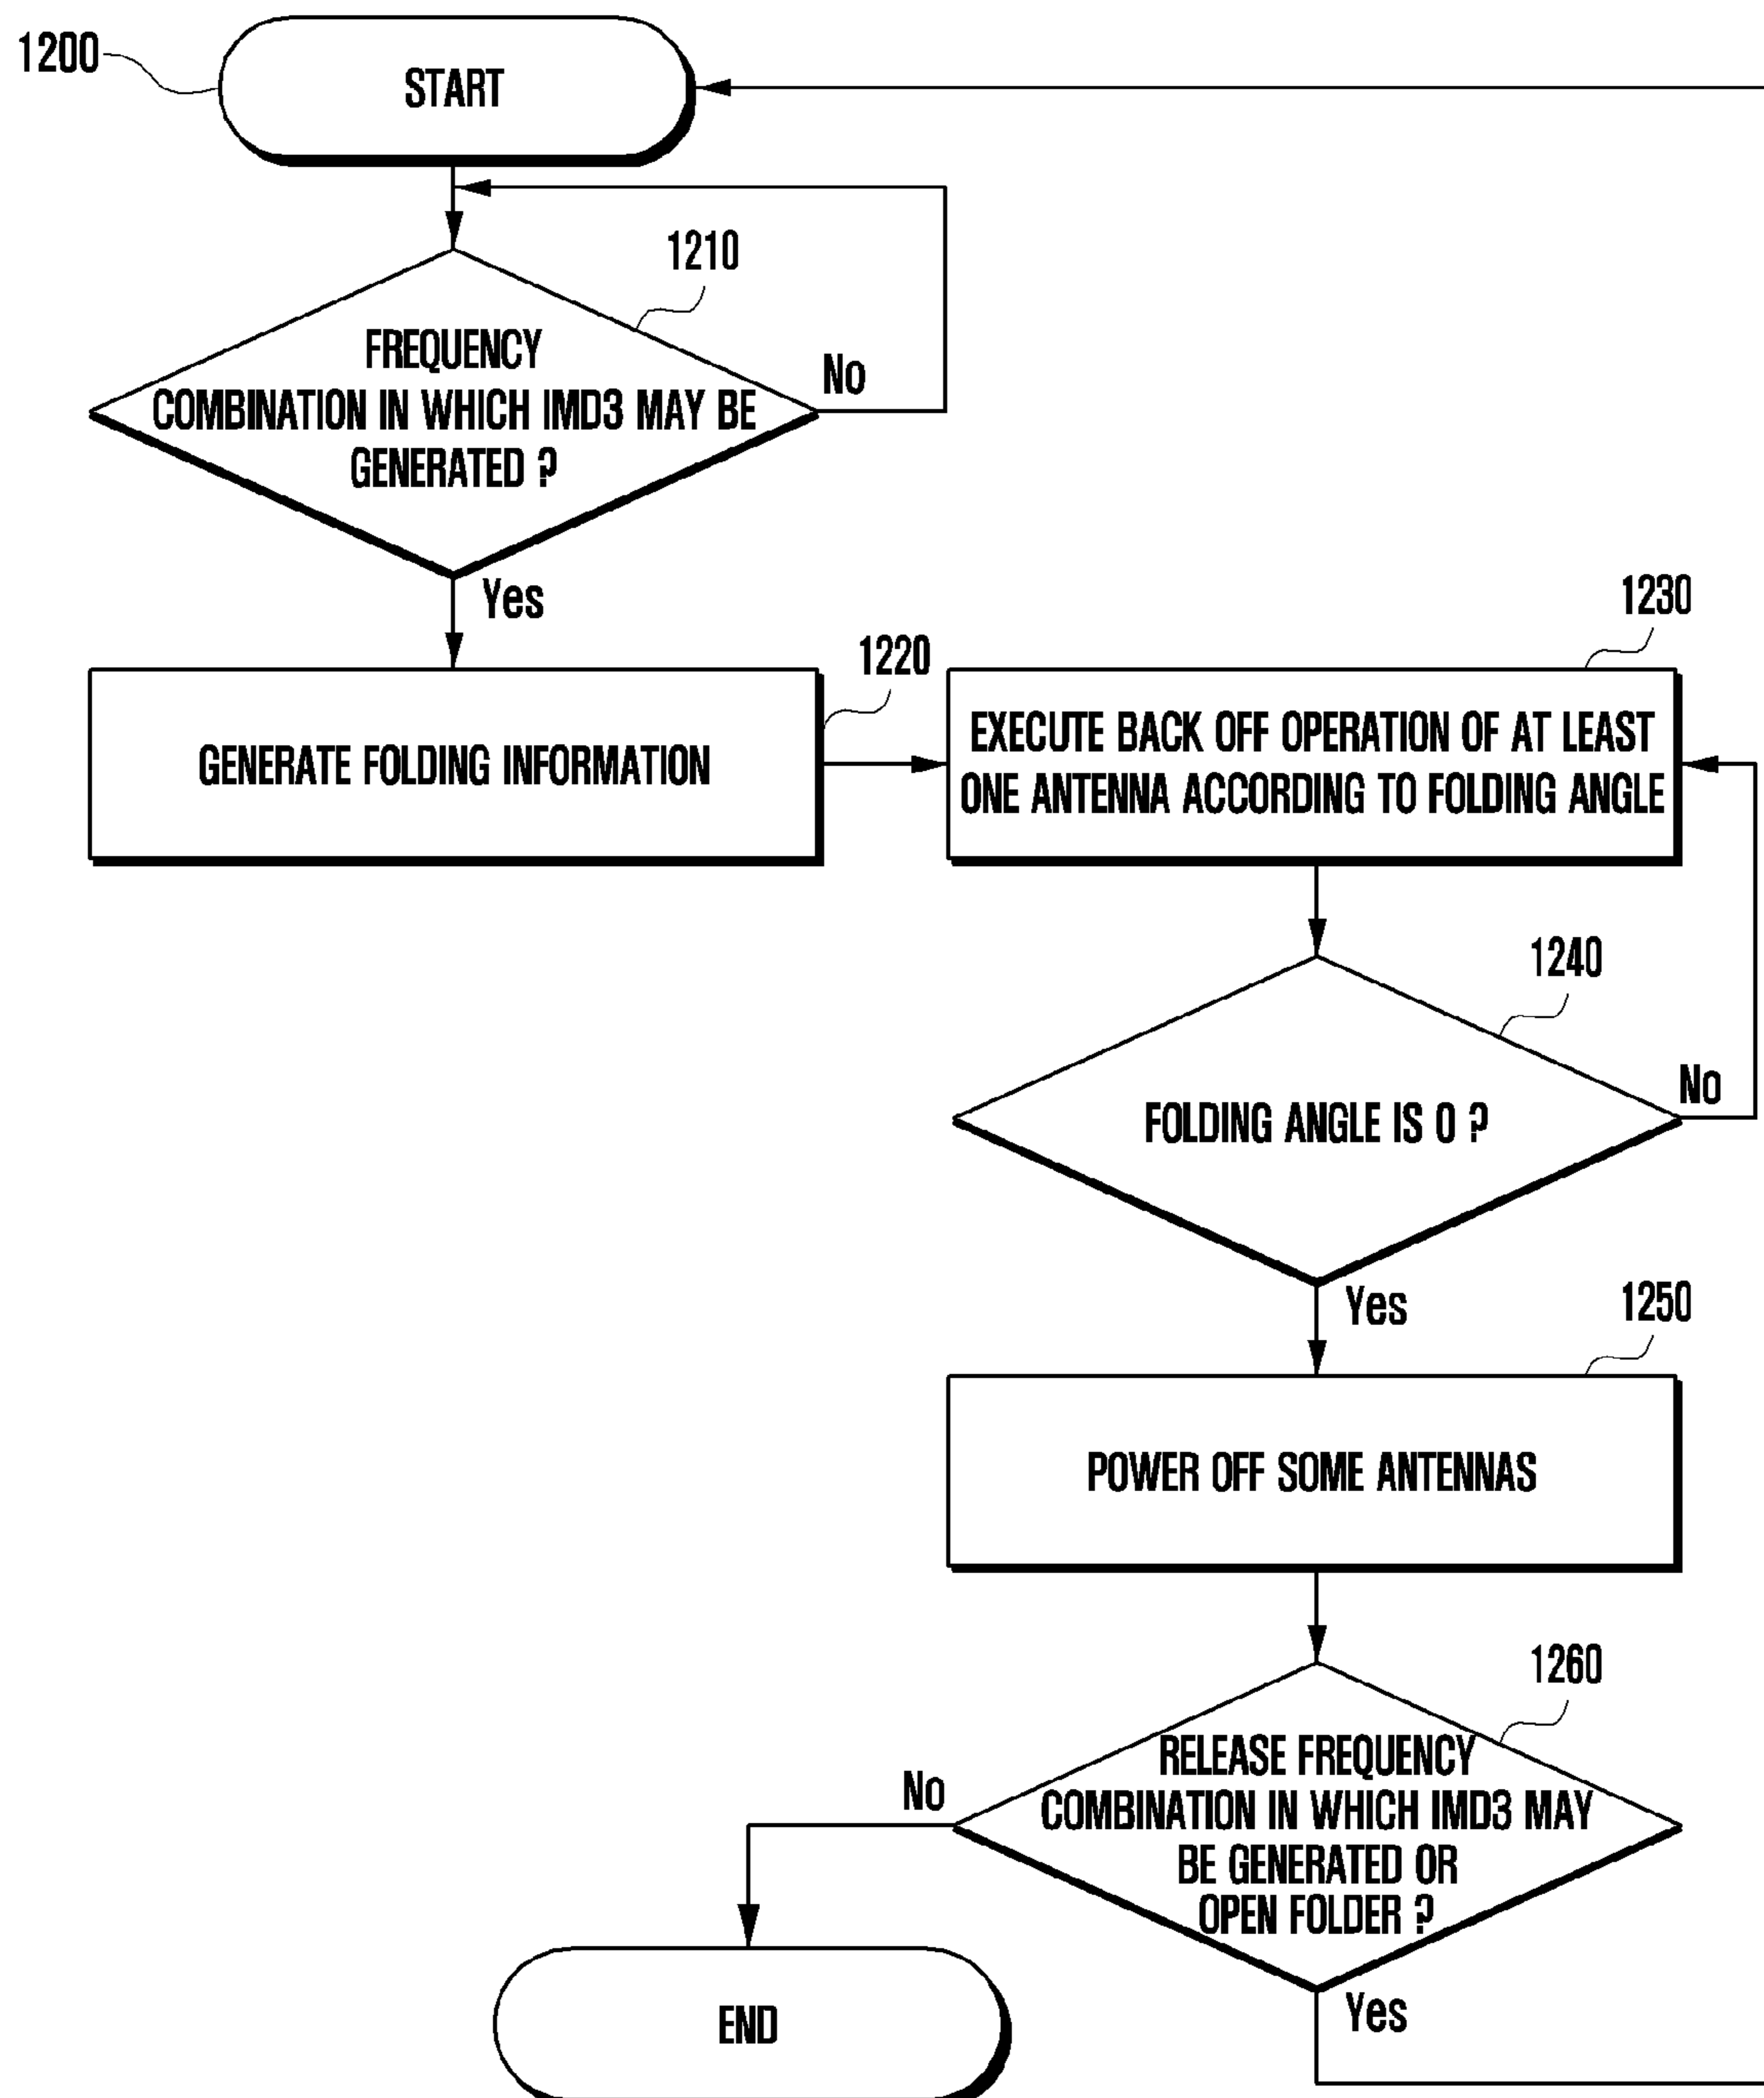 1200
START
1210
FREQUENCY
COMBINATION IN WHICH IMD3 MAY BE
GENERATED ?
No
Yes
1220
GENERATE FOLDING INFORMATION
1230
EXECUTE BACK OFF OPERATION OF AT LEAST
ONE ANTENNA ACCORDING TO FOLDING ANGLE
1240
FOLDING ANGLE IS 0 ?
No
Yes
1250
POWER OFF SOME ANTENNAS
1260
RELEASE FREQUENCY
COMBINATION IN WHICH IMD3 MAY
BE GENERATED OR
OPEN FOLDER ?
No
Yes
END